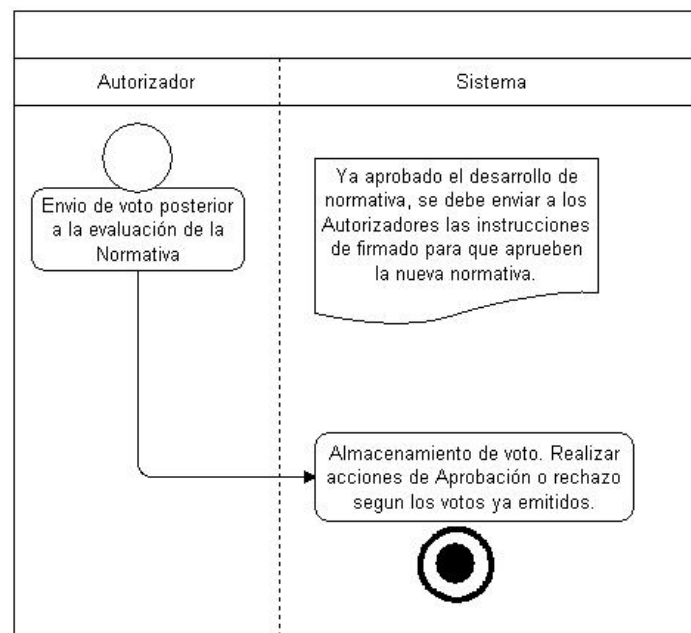 Autorizador
Sistema
Envio de voto posterior
a la evaluación de la
Normativa
Ya aprobado el desarrollo de
normativa, se debe enviar a los
Autorizadores las instrucciones
de firmado para que aprueben
la nueva normativa.
Almacenamiento de voto. Realizar
acciones de Aprobación o rechazo
segun los votos ya emitidos.